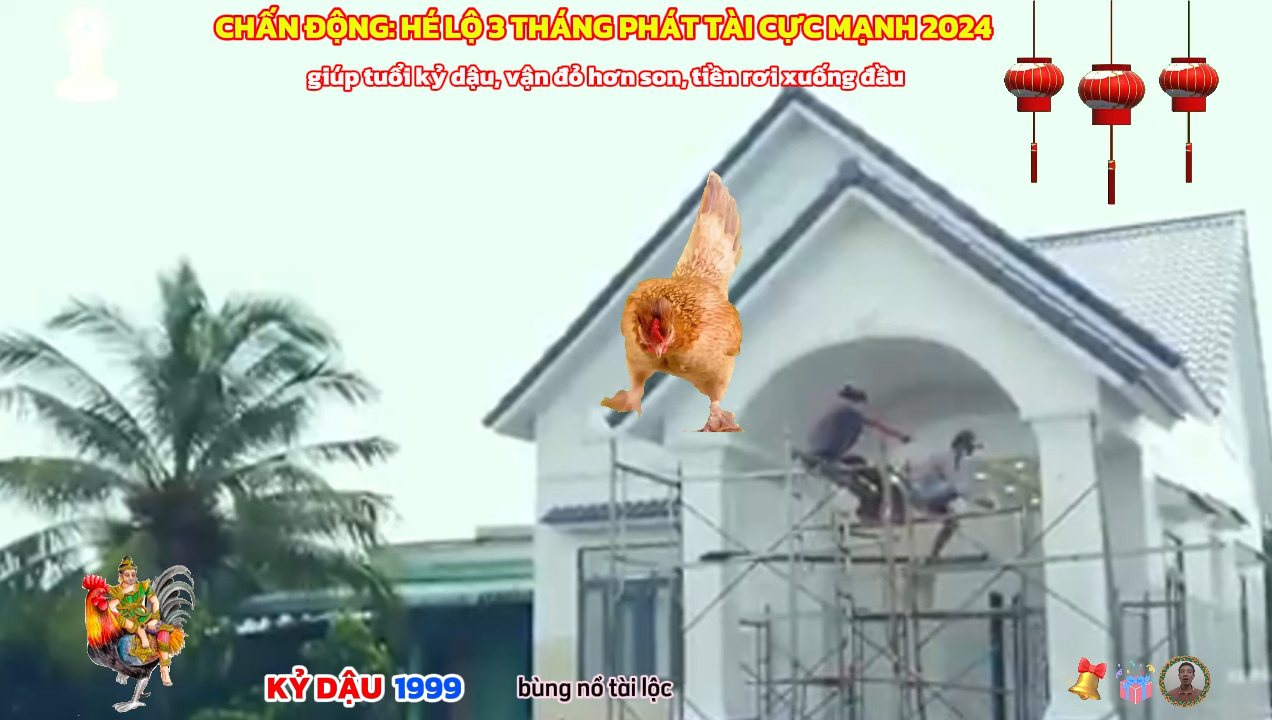 CHẤN ĐỘNG: HÉ LỘ 3 THÁNG PHÁT TÀI CỰC MẠNH 2024
giúp tuổi kỷ dậu, vận đỏ hơn son, tiền rơi xuống đầu
KỶ DẬU 1999
bùng nổ tài lộc